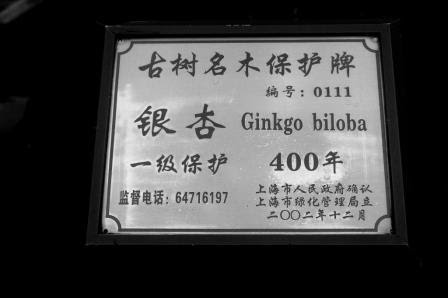 古树名木保护牌
编号：0111
银杏 Ginkgo biloba
一级保护 400年
监督电话：64716197
上海市人民政府确认
上海市绿化管理局立
二〇〇二年十二月